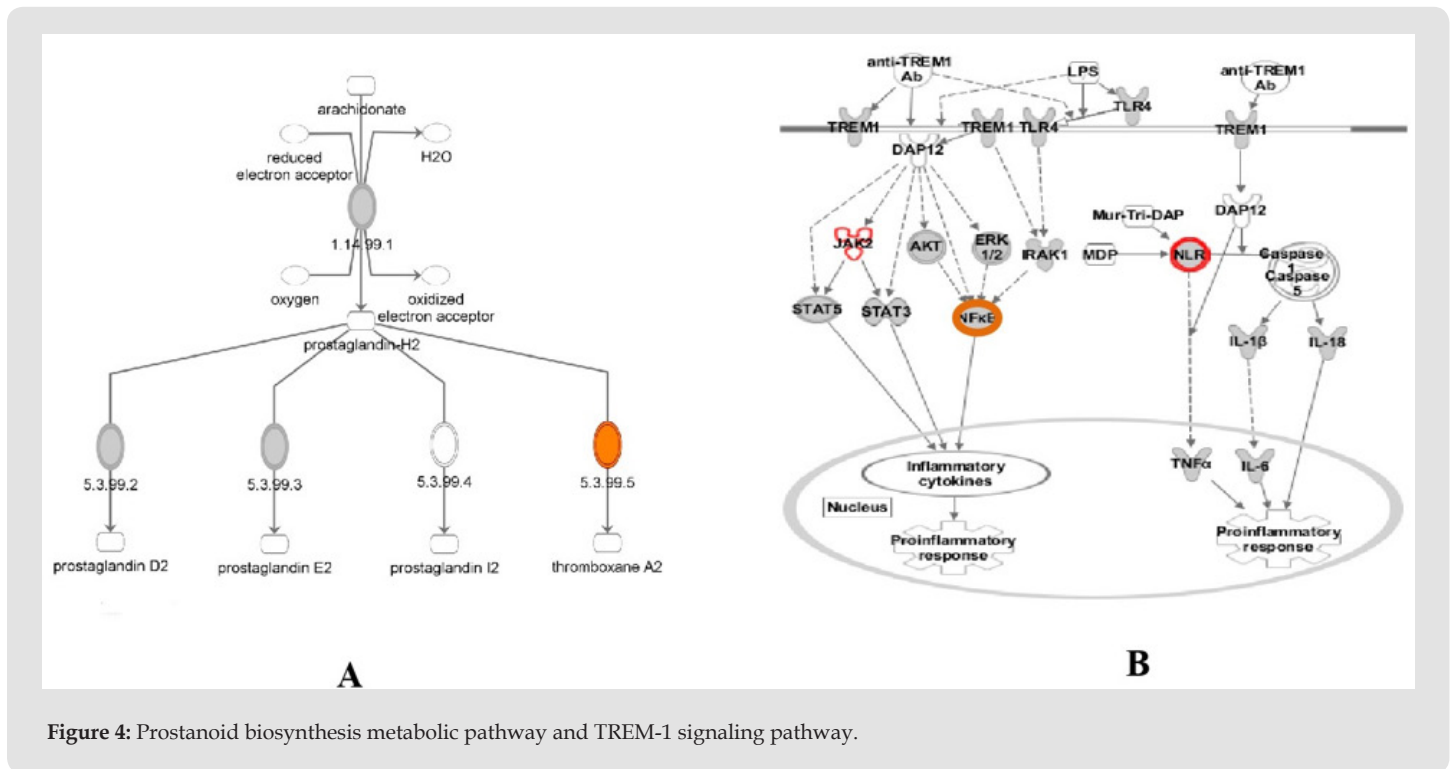 arachidonate
reduced
electron acceptor
H2O
1.14.99.1
oxygen
oxidized
electron acceptor
prostaglandin-H2
5.3.99.2
5.3.99.3
5.3.99.4
5.3.99.5
prostaglandin D2
prostaglandin E2
prostaglandin I2
thromboxane A2
A
anti-TREM1
Ab
LPS
anti-TREM1
Ab
TLR4
TREM1
TREM1
TLR4
TREM1
DAP12
Mur-Tri-DAP
DAP12
JAK2
AKT
ERK
1/2
IRAK1
MDP
NLR
Caspase
1
Caspase
5
STAT5
STAT3
NFκB
IL-1β
IL-18
TNFα
IL-6
Inflammatory
cytokines
Nucleus
Proinflammatory
response
Proinflammatory
response
B
Figure 4: Prostanoid biosynthesis metabolic pathway and TREM-1 signaling pathway.